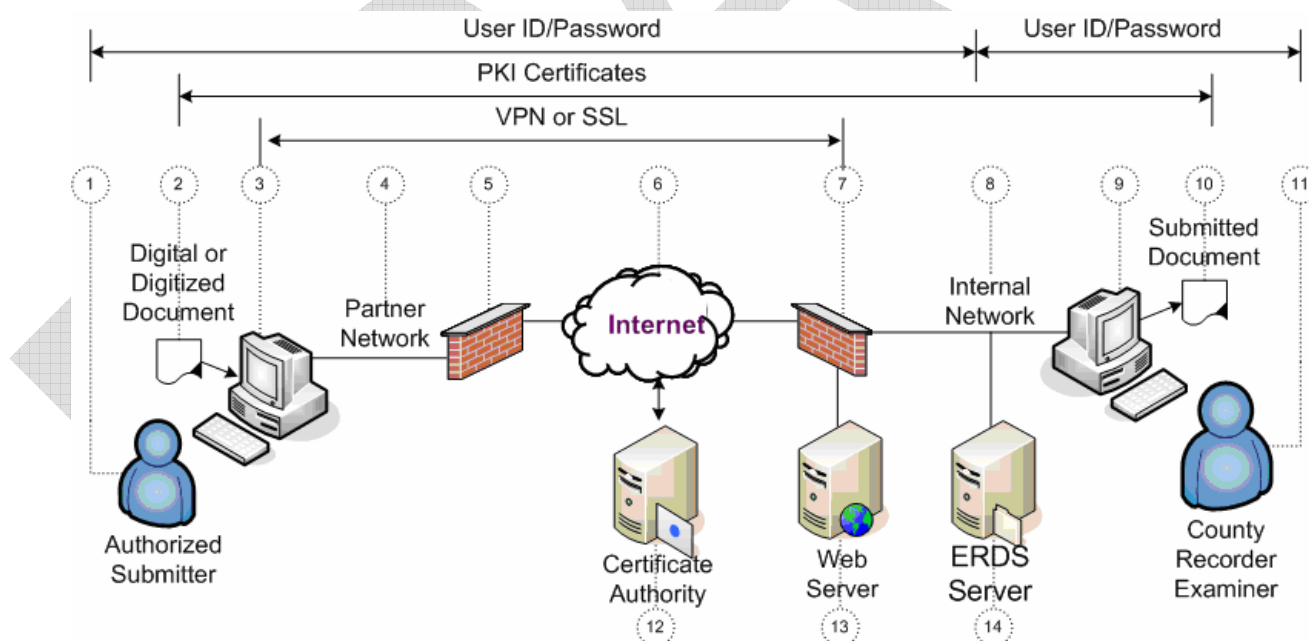 User ID/Password
User ID/Password
PKI Certificates
VPN or SSL
1
2
3
4
5
6
7
8
9
10
11
Digital or
Digitized
Document
Partner
Network
Internet
Internal
Network
Submitted
Document
Authorized
Submitter
Certificate
Authority
Web
Server
ERDS
Server
County
Recorder
Examiner
12
13
14